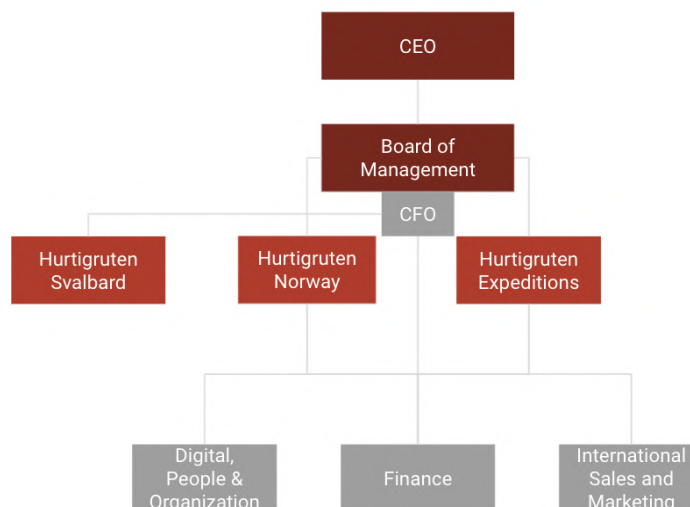 CEO
Board of
Management
CFO
Hurtigruten
Svalbard
Hurtigruten
Norway
Hurtigruten
Expeditions
Digital,
People &
Organization
Finance
International
Sales and
Marketing